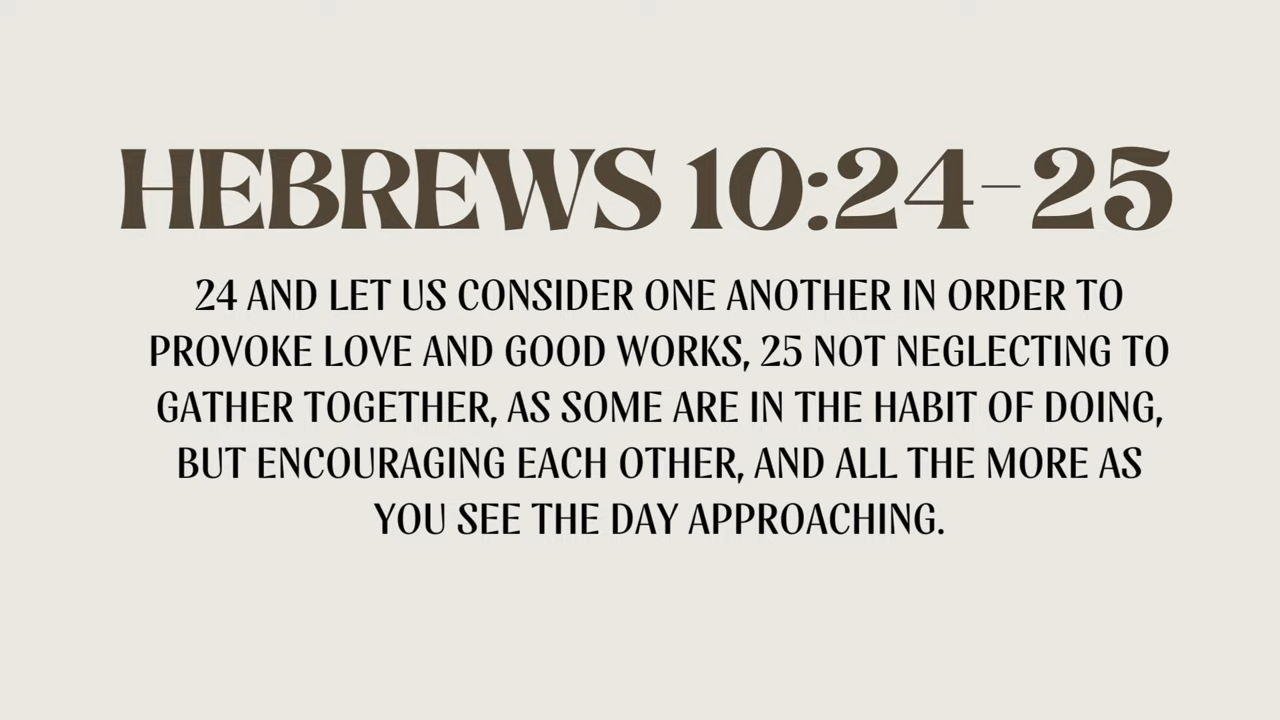 HEBREWS 10:24-25
24 AND LET US CONSIDER ONE ANOTHER IN ORDER TO
PROVOKE LOVE AND GOOD WORKS, 25 NOT NEGLECTING TO
GATHER TOGETHER, AS SOME ARE IN THE HABIT OF DOING,
BUT ENCOURAGING EACH OTHER, AND ALL THE MORE AS
YOU SEE THE DAY APPROACHING.